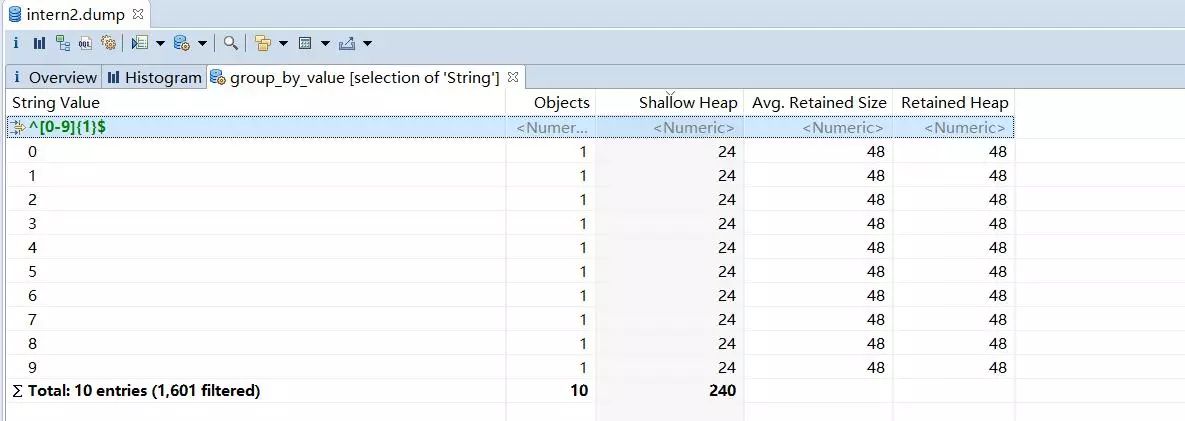 intern2.dump
i OQL
i Overview Histogram group_by_value [selection of 'String']
String Value Objects Shallow Heap Avg. Retained Size Retained Heap
^[0-9]{1}$ <Numer... <Numeric> <Numeric> <Numeric>
0 1 24 48 48
1 1 24 48 48
2 1 24 48 48
3 1 24 48 48
4 1 24 48 48
5 1 24 48 48
6 1 24 48 48
7 1 24 48 48
8 1 24 48 48
9 1 24 48 48
Σ Total: 10 entries (1,601 filtered) 10 240